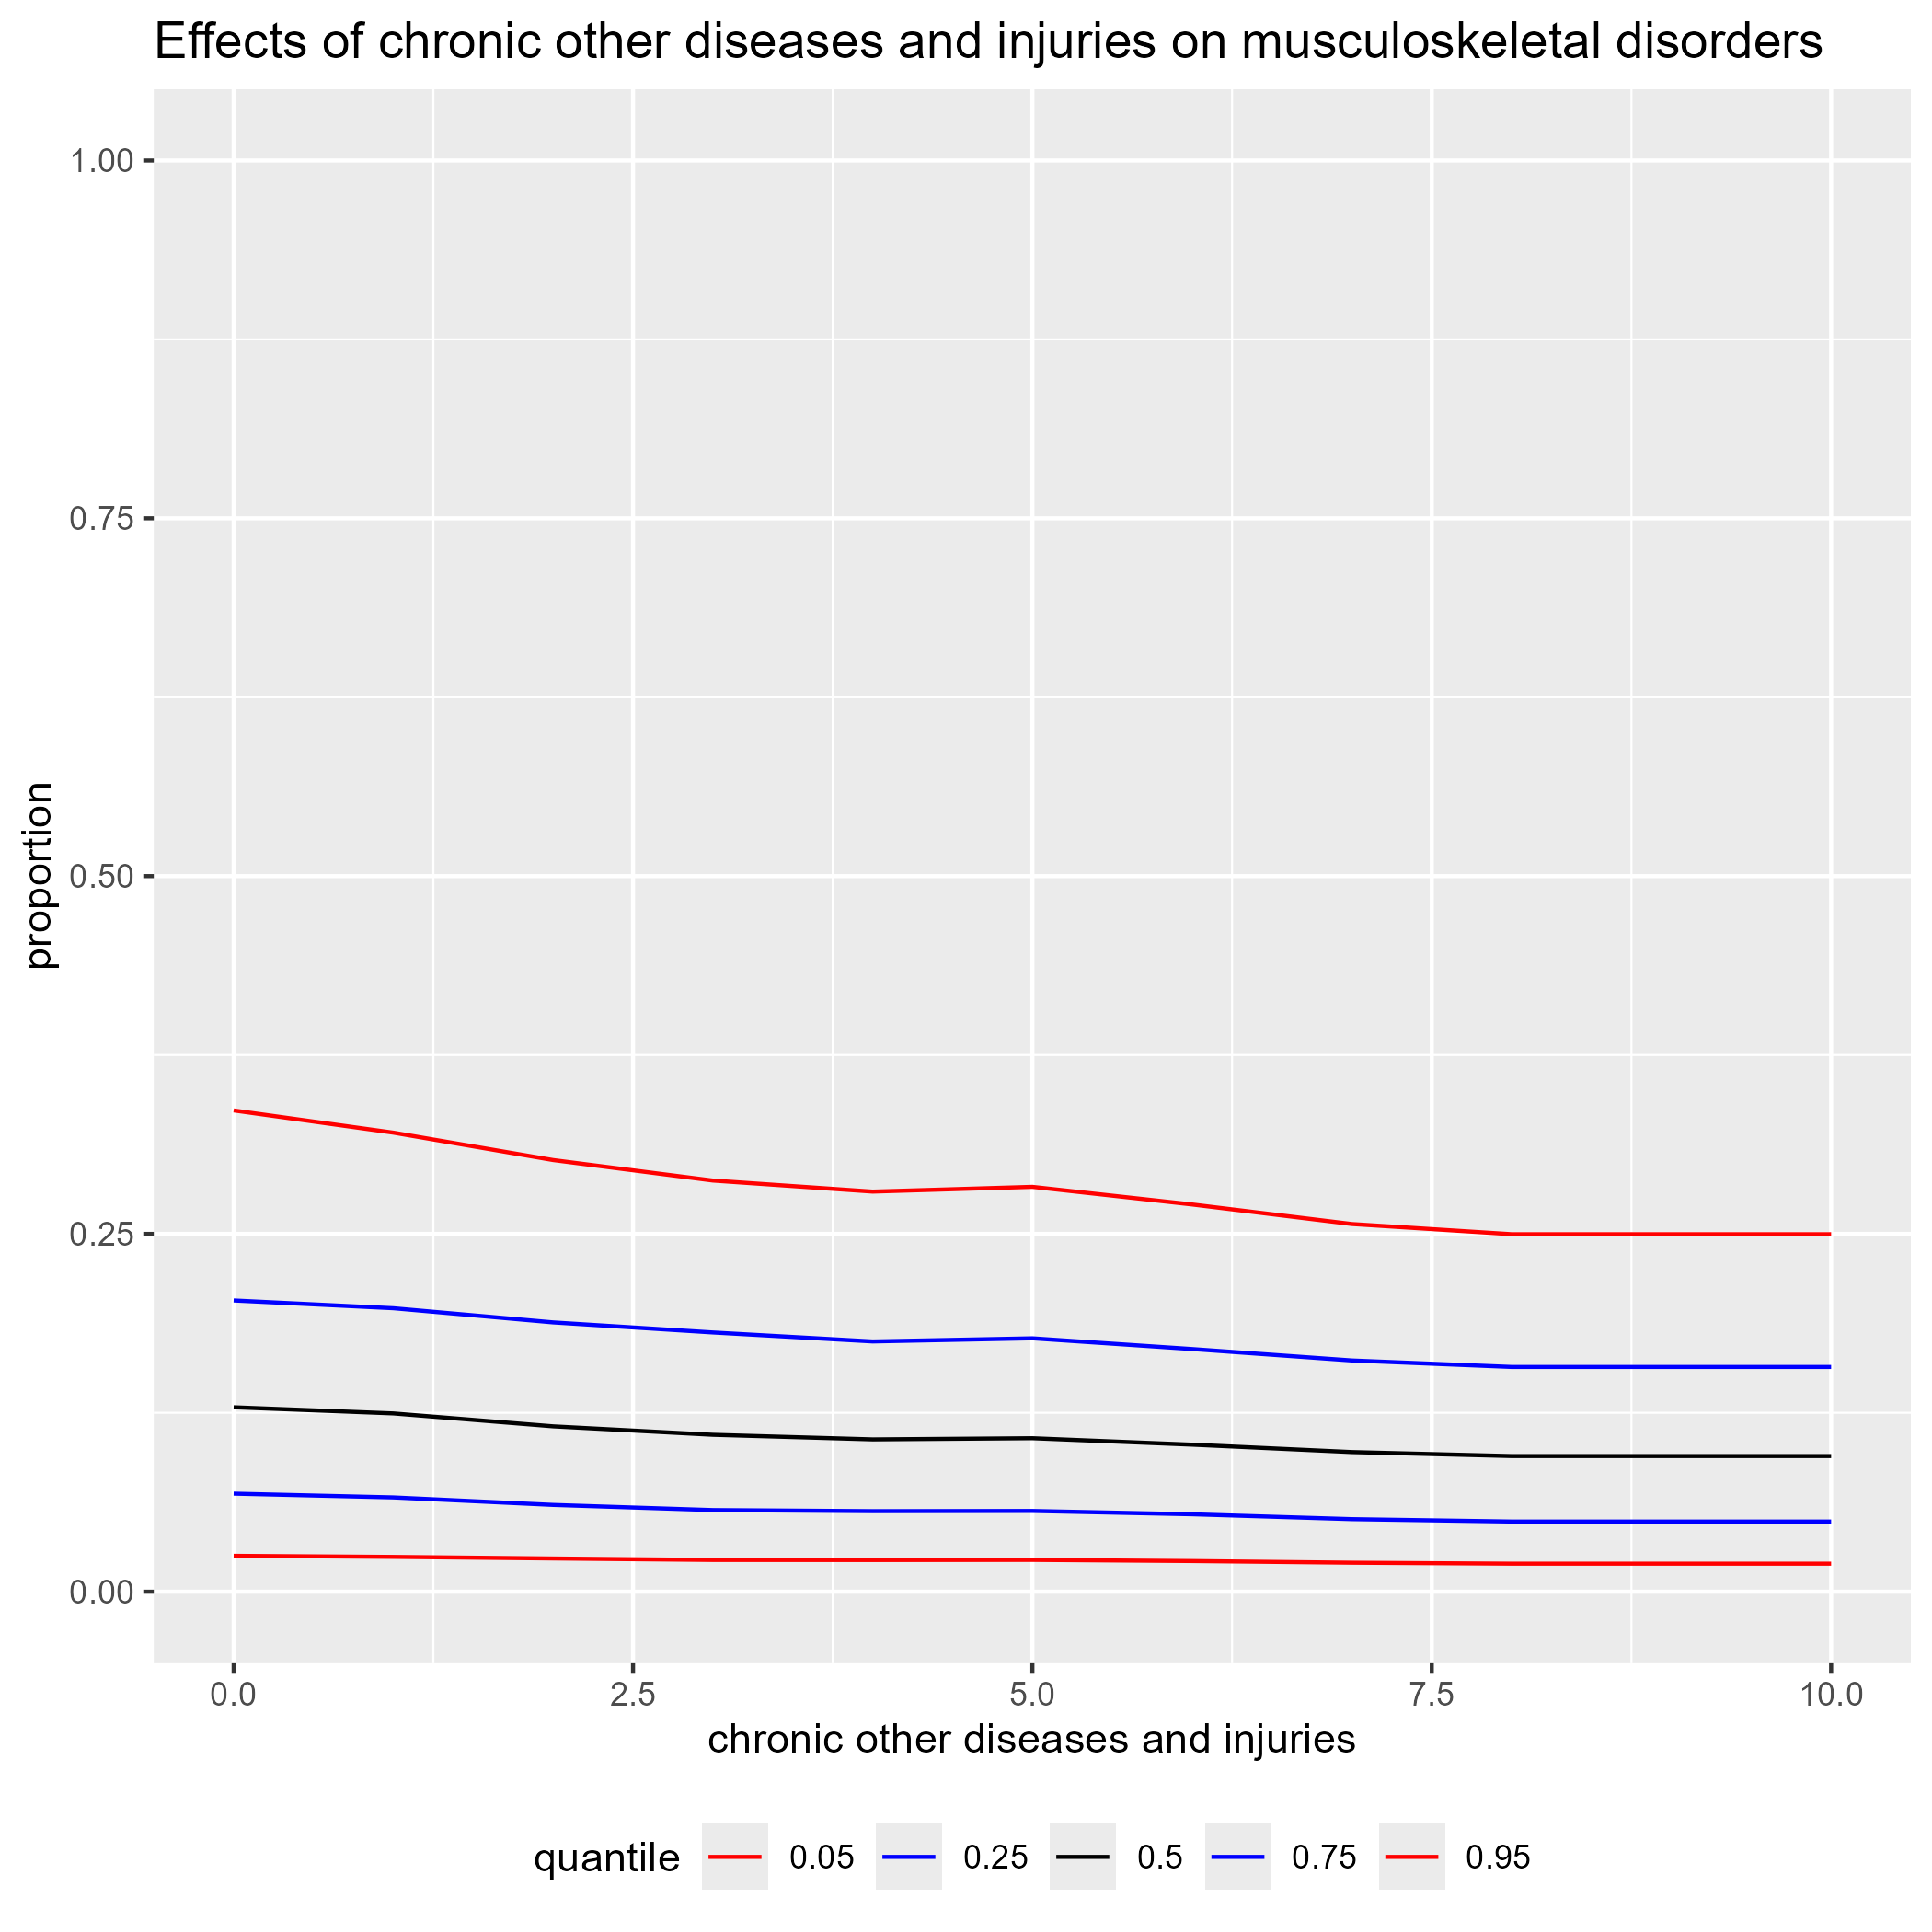 Effects of chronic other diseases and injuries on musculoskeletal disorders
proportion
1.00
0.75
0.50
0.25
0.00
0.0 2.5 5.0 7.5 10.0
chronic other diseases and injuries
quantile 0.05 0.25 0.5 0.75 0.95